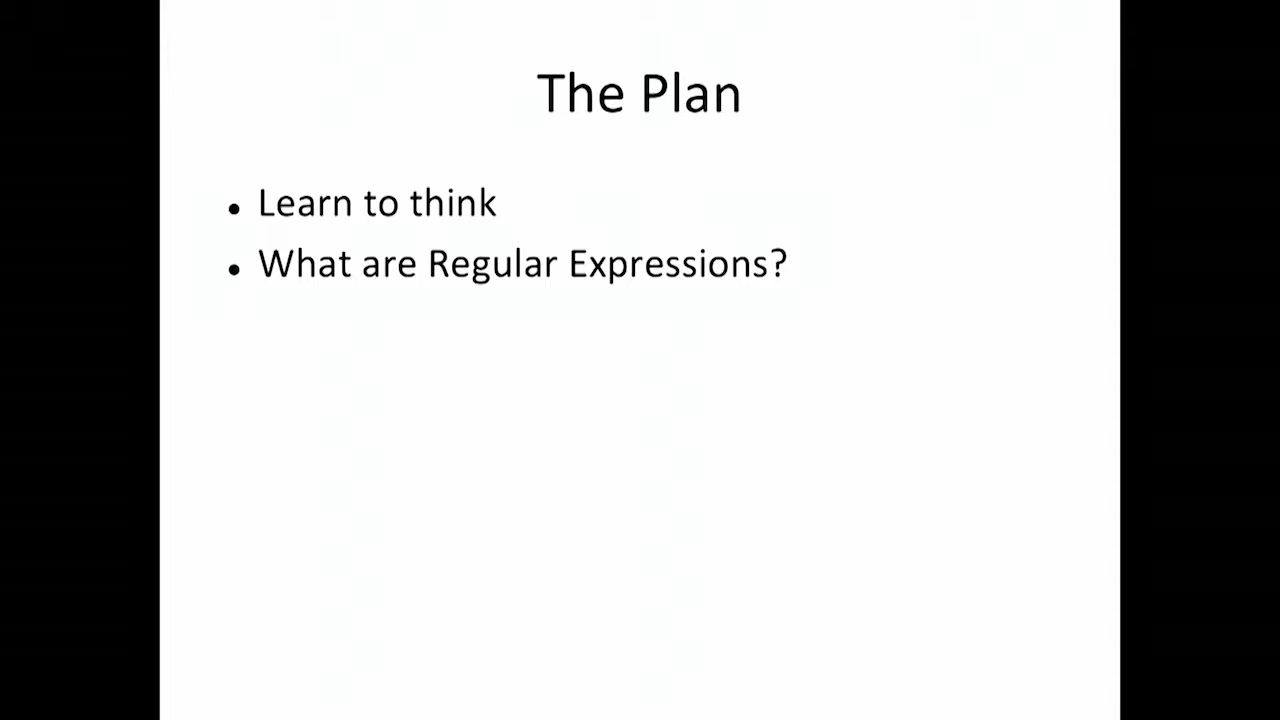 The Plan
• Learn to think
• What are Regular Expressions?